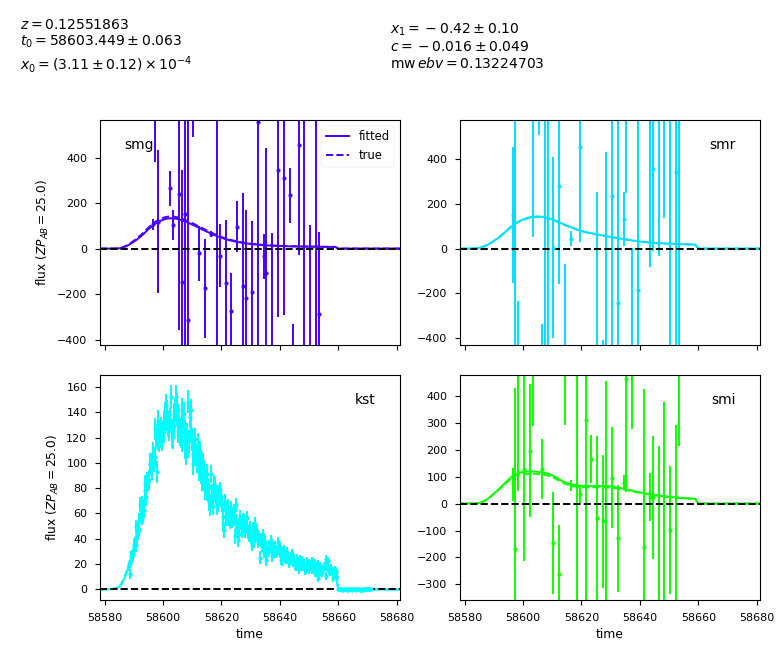 z = 0.12551863
t₀ = 58603.449 ± 0.063
x₀ = (3.11 ± 0.12) × 10⁻⁴
x₁ = −0.42 ± 0.10
c = −0.016 ± 0.049
mw ebv = 0.13224703
smg
fitted
true
400
200
0
−200
−400
flux (ZP_AB = 25.0)
smr
400
200
0
−200
−400
kst
160
140
120
100
80
60
40
20
0
flux (ZP_AB = 25.0)
58580 58600 58620 58640 58660 58680
time
smi
400
300
200
100
0
−100
−200
−300
58580 58600 58620 58640 58660 58680
time